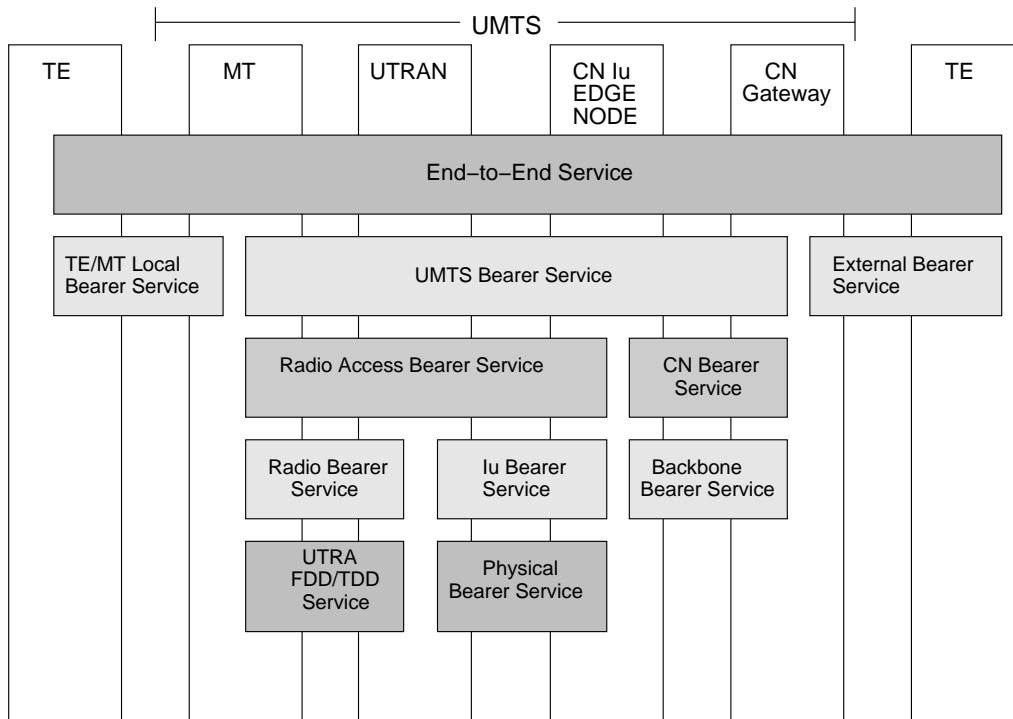 UMTS
TE
MT
UTRAN
CN Iu
EDGE
NODE
CN
Gateway
TE
End−to−End Service
TE/MT Local
Bearer Service
UMTS Bearer Service
External Bearer
Service
Radio Access Bearer Service
CN Bearer
Service
Radio Bearer
Service
Iu Bearer
Service
Backbone
Bearer Service
UTRA
FDD/TDD
Service
Physical
Bearer Service